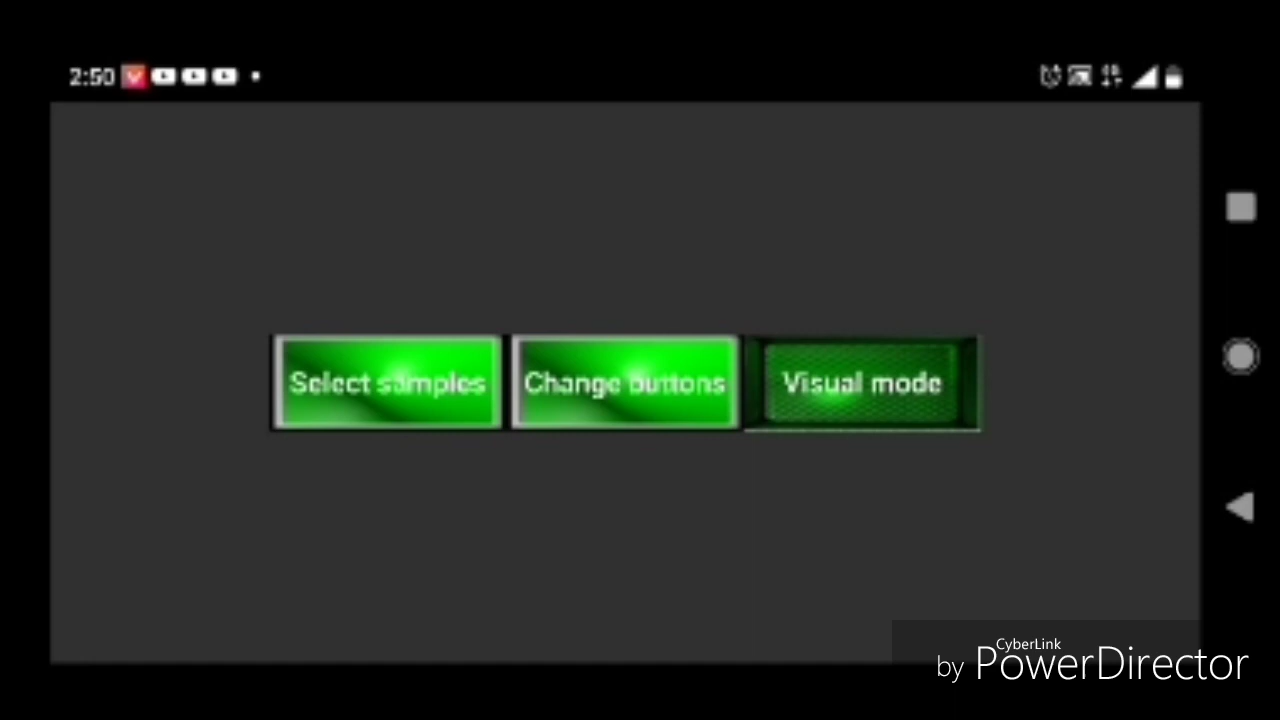 2:50
Select samples
Change buttons
Visual mode
CyberLink
by PowerDirector